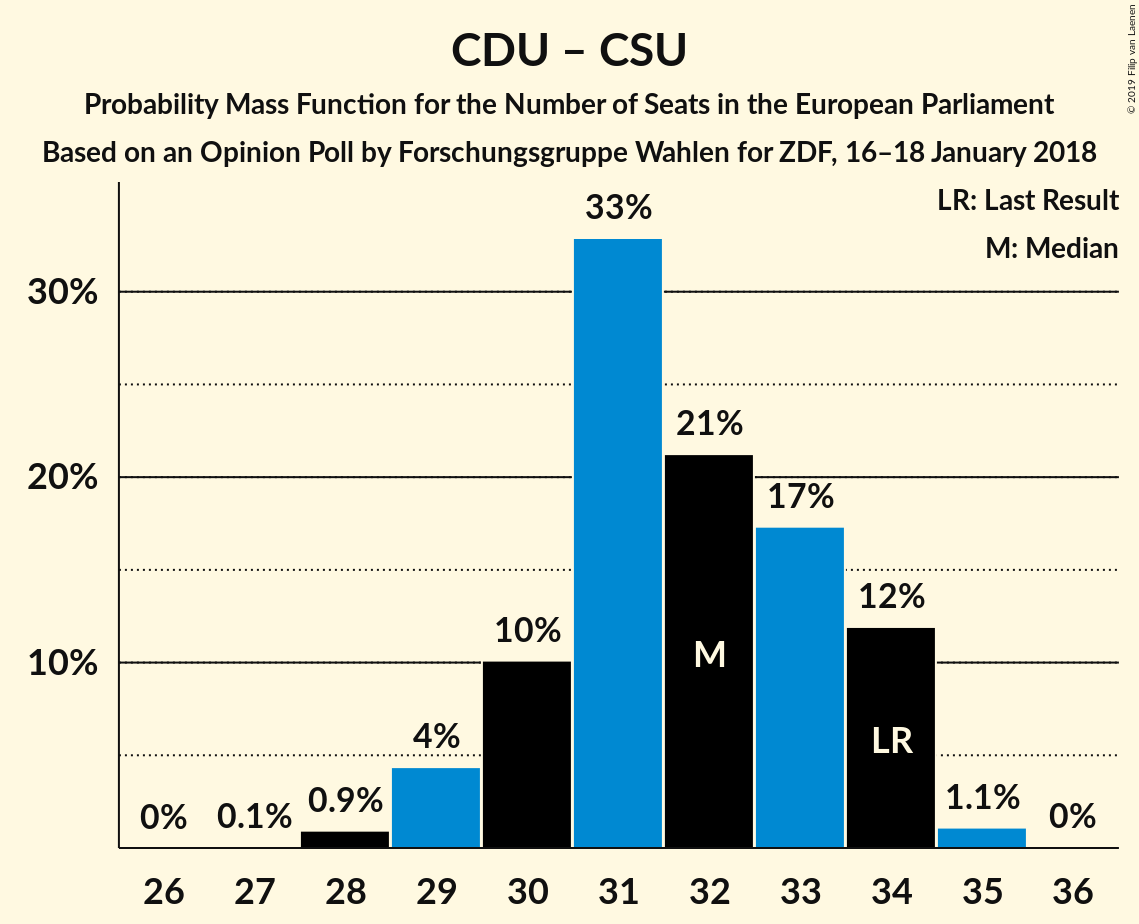 CDU – CSU
Probability Mass Function for the Number of Seats in the European Parliament
Based on an Opinion Poll by Forschungsgruppe Wahlen for ZDF, 16–18 January 2018
© 2019 Filip van Laenen
LR: Last Result
M: Median
33%
30%
21%
20%
17%
12%
10%
10%
M
LR
4%
0%
0.1%
0.9%
1.1%
0%
26 27 28 29 30 31 32 33 34 35 36